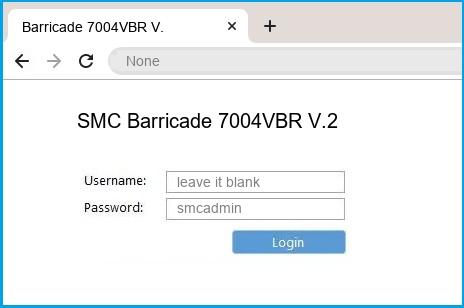 Barricade 7004VBR V.
None
SMC Barricade 7004VBR V.2
Username: leave it blank
Password: smcadmin
Login